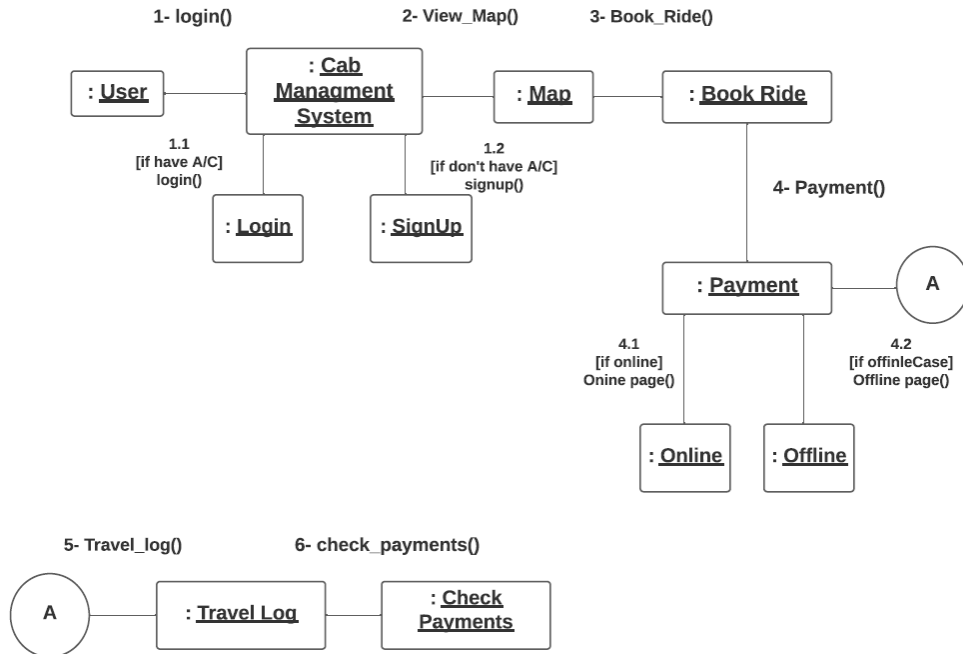 1- login()
2- View_Map()
3- Book_Ride()
: User
: Cab
Managment
System
: Map
: Book Ride
1.1
[if have A/C]
login()
1.2
[if don't have A/C]
signup()
4- Payment()
: Login
: SignUp
: Payment
A
4.1
[if online]
Onine page()
4.2
[if offinleCase]
Offline page()
: Online
: Offline
5- Travel_log()
6- check_payments()
A
: Travel Log
: Check
Payments